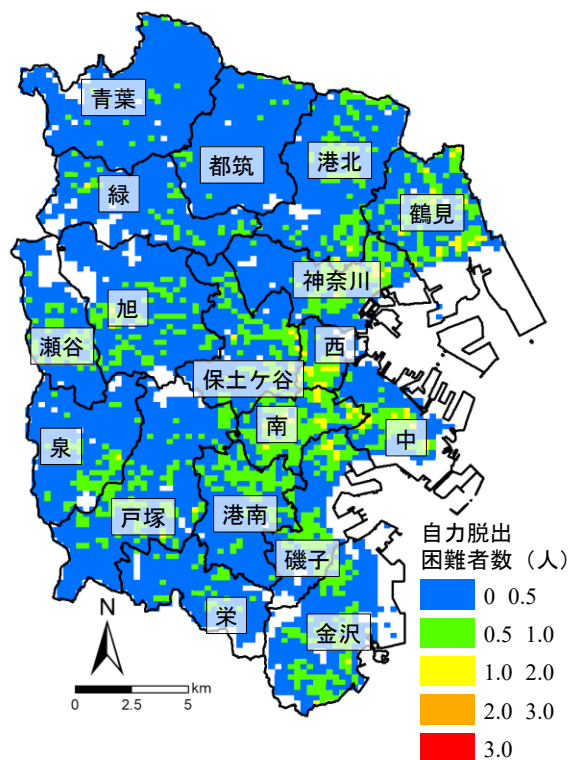 青葉
都筑
港北
緑
鶴見
神奈川
旭
西
瀬谷
保土ケ谷
南
中
泉
戸塚
港南
磯子
栄
金沢
自力脱出
困難者数（人）
0 0.5
0.5 1.0
1.0 2.0
2.0 3.0
3.0
N
km
0 2.5 5